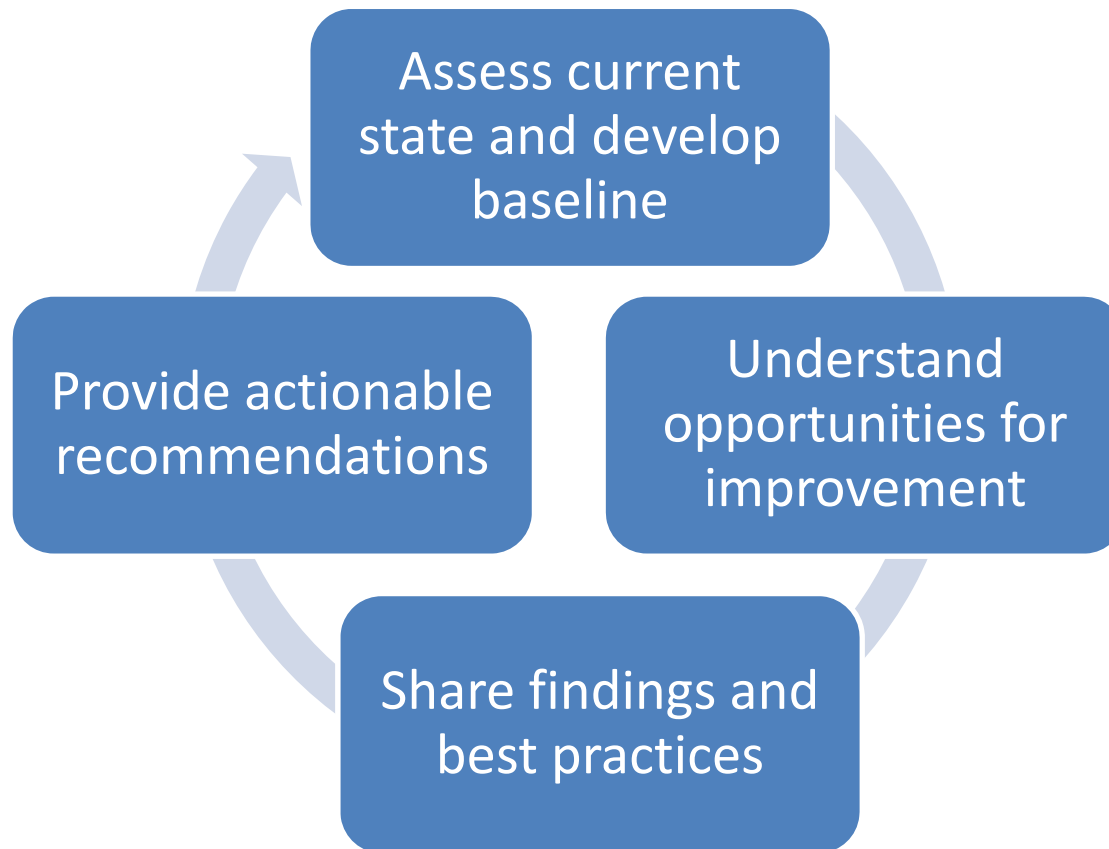 Assess current
state and develop
baseline
Understand
opportunities for
improvement
Share findings and
best practices
Provide actionable
recommendations